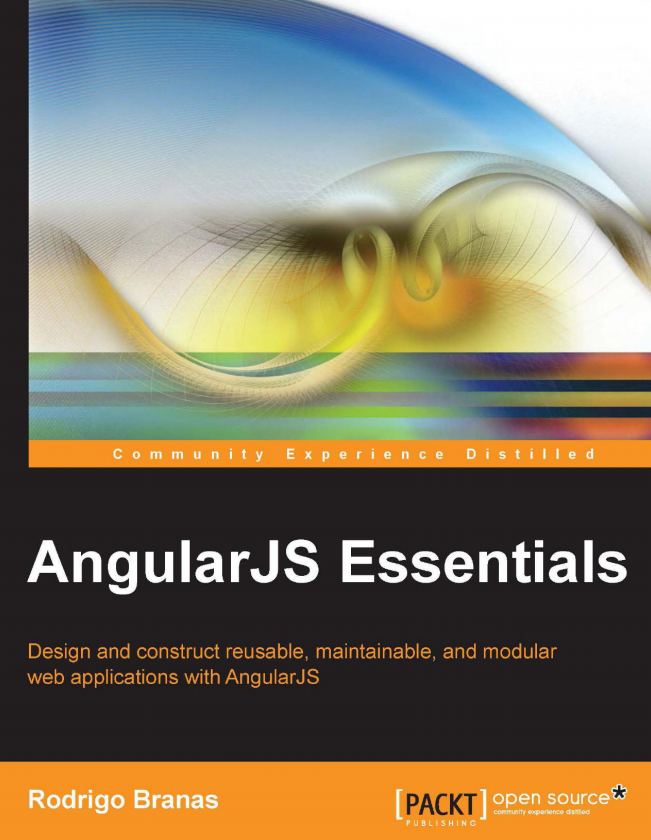 Community Experience Distilled
AngularJS Essentials
Design and construct reusable, maintainable, and modular
web applications with AngularJS
Rodrigo Branas
[PACKT] open source*
PUBLISHING community experience distilled